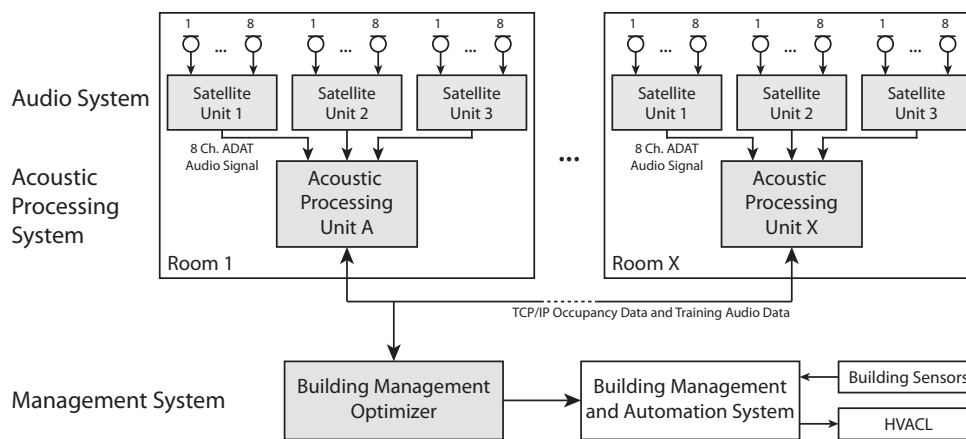 1 8 1 8 1 8 1 8 1 8 1 8
... ... ... ... ... ...
Audio System
Satellite Unit 1
Satellite Unit 2
Satellite Unit 3
Satellite Unit 1
Satellite Unit 2
Satellite Unit 3
8 Ch. ADAT
Audio Signal
...
8 Ch. ADAT
Audio Signal
Acoustic
Processing
System
Acoustic
Processing
Unit A
Acoustic
Processing
Unit X
Room 1
Room X
TCP/IP Occupancy Data and Training Audio Data
Management System
Building Management
Optimizer
Building Management
and Automation System
Building Sensors
HVACL